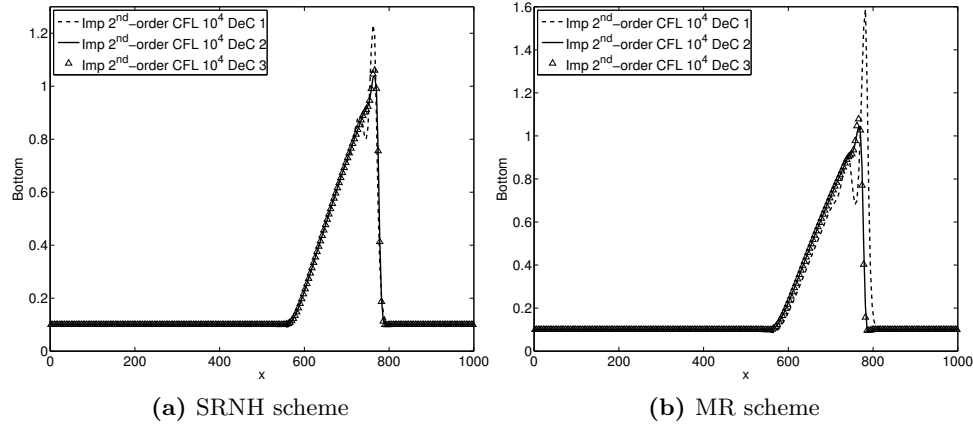 Imp 2nd−order CFL 10^4 DeC 1
Imp 2nd−order CFL 10^4 DeC 2
Imp 2nd−order CFL 10^4 DeC 3
1.2
1
0.8
0.6
0.4
0.2
0
Bottom
0 200 400 600 800 1000
x
(a) SRNH scheme
Imp 2nd−order CFL 10^4 DeC 1
Imp 2nd−order CFL 10^4 DeC 2
Imp 2nd−order CFL 10^4 DeC 3
1.6
1.4
1.2
1
0.8
0.6
0.4
0.2
0
Bottom
0 200 400 600 800 1000
x
(b) MR scheme